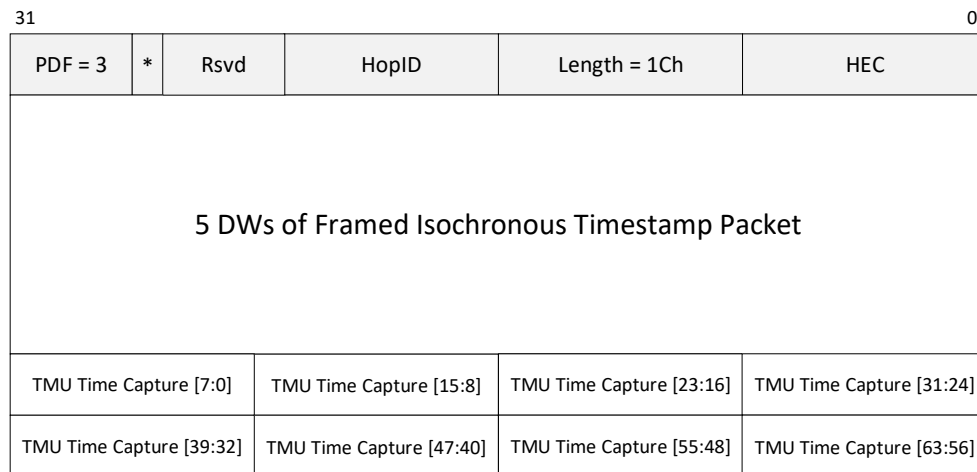 31 0
PDF = 3 * Rsvd HopID Length = 1Ch HEC
5 DWs of Framed Isochronous Timestamp Packet
TMU Time Capture [7:0] TMU Time Capture [15:8] TMU Time Capture [23:16] TMU Time Capture [31:24]
TMU Time Capture [39:32] TMU Time Capture [47:40] TMU Time Capture [55:48] TMU Time Capture [63:56]